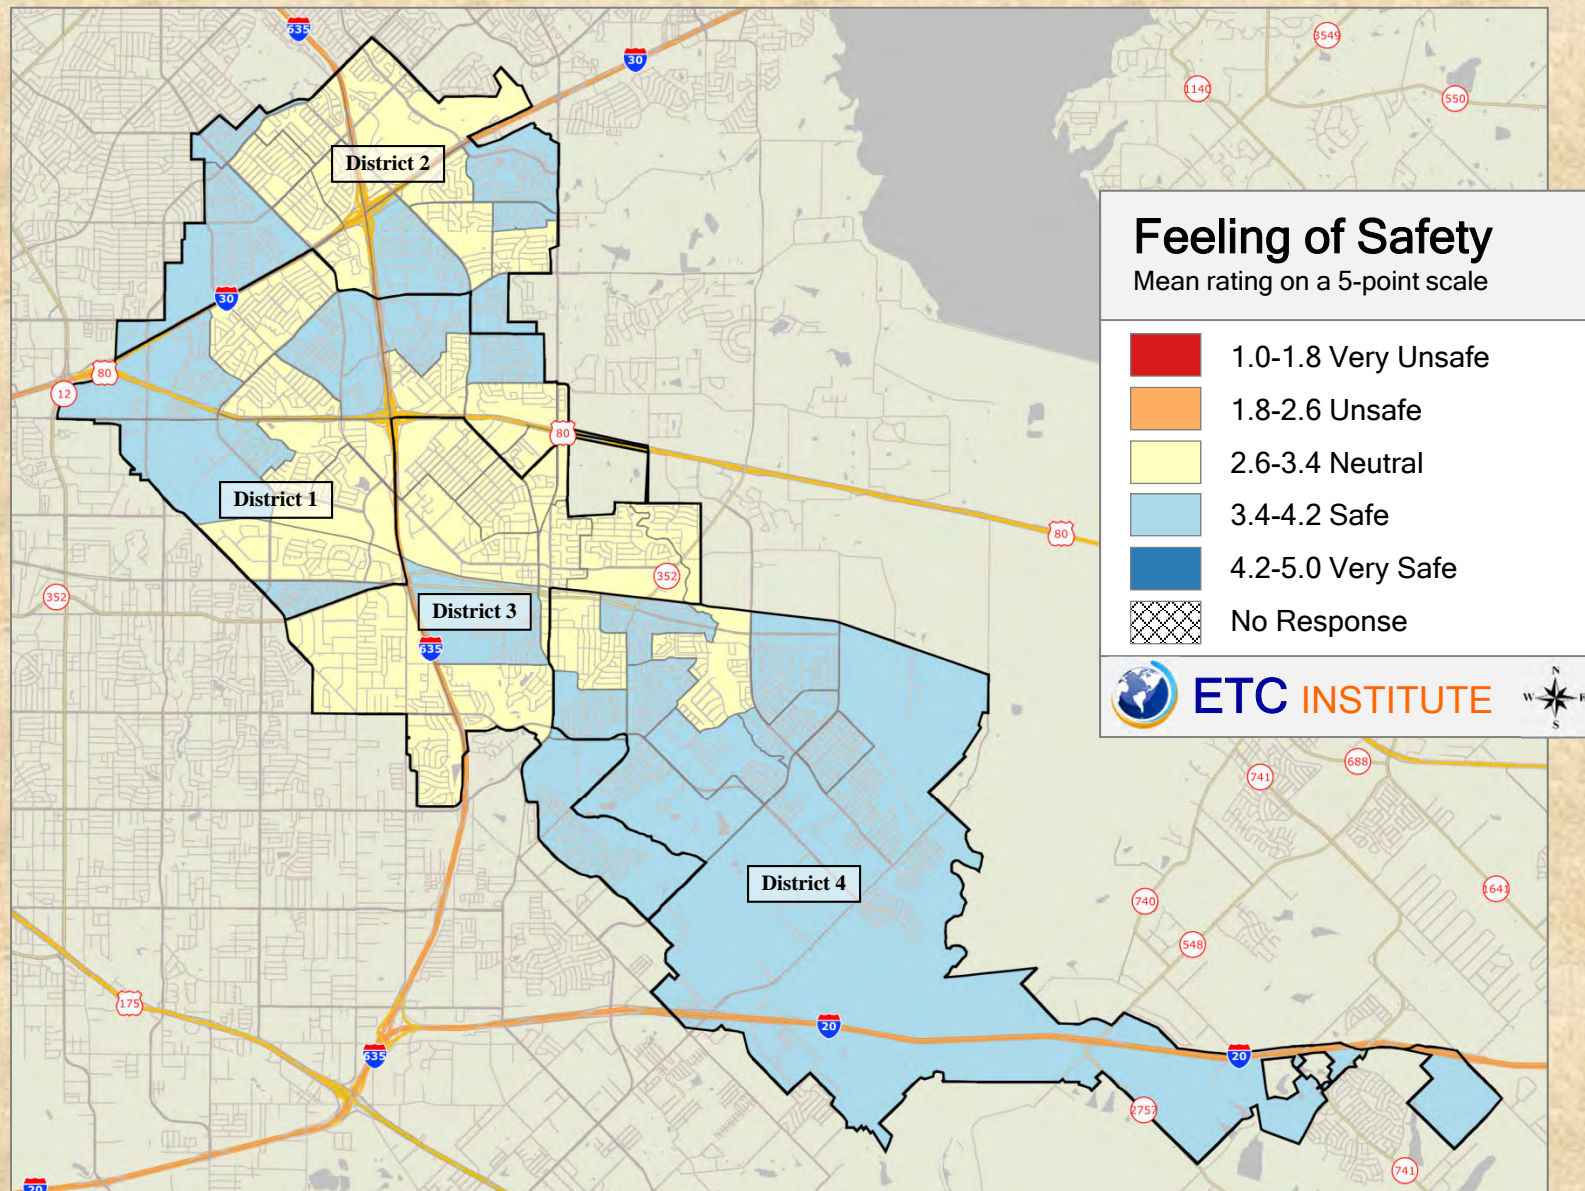 635
30
3549
1140
550
District 2
Feeling of Safety
Mean rating on a 5-point scale
30
1.0-1.8 Very Unsafe
80
12
1.8-2.6 Unsafe
80
2.6-3.4 Neutral
District 1
3.4-4.2 Safe
80
352
352
4.2-5.0 Very Safe
District 3
No Response
635
ETC INSTITUTE
N
W
E
S
688
741
District 4
1641
740
548
175
20
635
20
2757
741
20